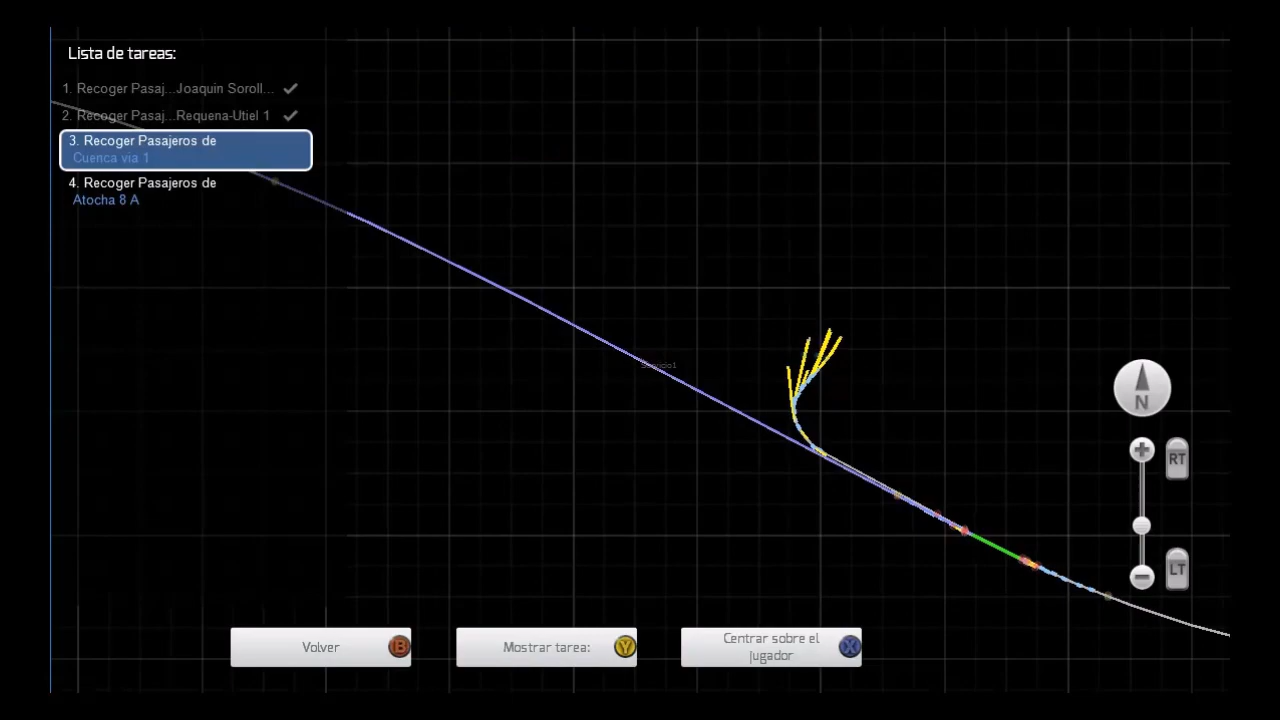 Lista de tareas:
1. Recoger Pasaj...Joaquin Soroll...
2. Recoger Pasaj...Requena-Utiel 1
3. Recoger Pasajeros de
Cuenca via 1
4. Recoger Pasajeros de
Atocha 8 A
N
RT
LT
Volver B
Mostrar tarea: Y
Centrar sobre el
jugador X